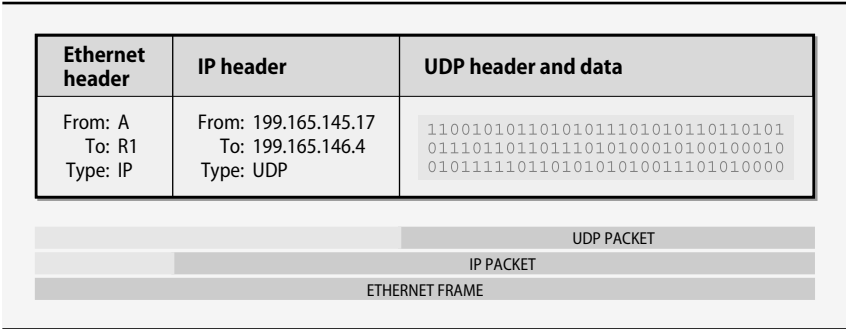 Ethernet
header
IP header
UDP header and data
From: A
To: R1
Type: IP
From: 199.165.145.17
To: 199.165.146.4
Type: UDP
11001010110101011101010110110101
01110110110111010100010100100010
01011111011010101010011101010000
UDP PACKET
IP PACKET
ETHERNET FRAME